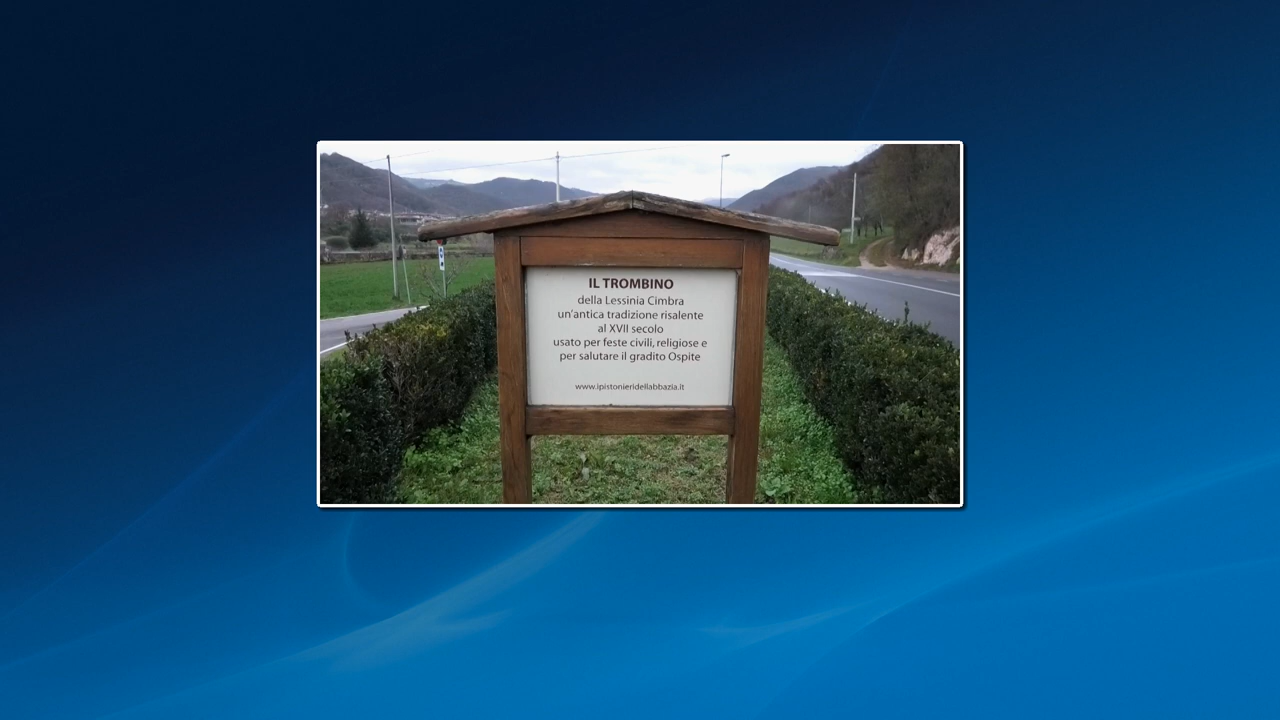 IL TROMBINO
della Lessinia Cimbra
un'antica tradizione risalente
al XVII secolo
usato per feste civili, religiose e
per salutare il gradito Ospite
www.ipistonieridellabbazia.it